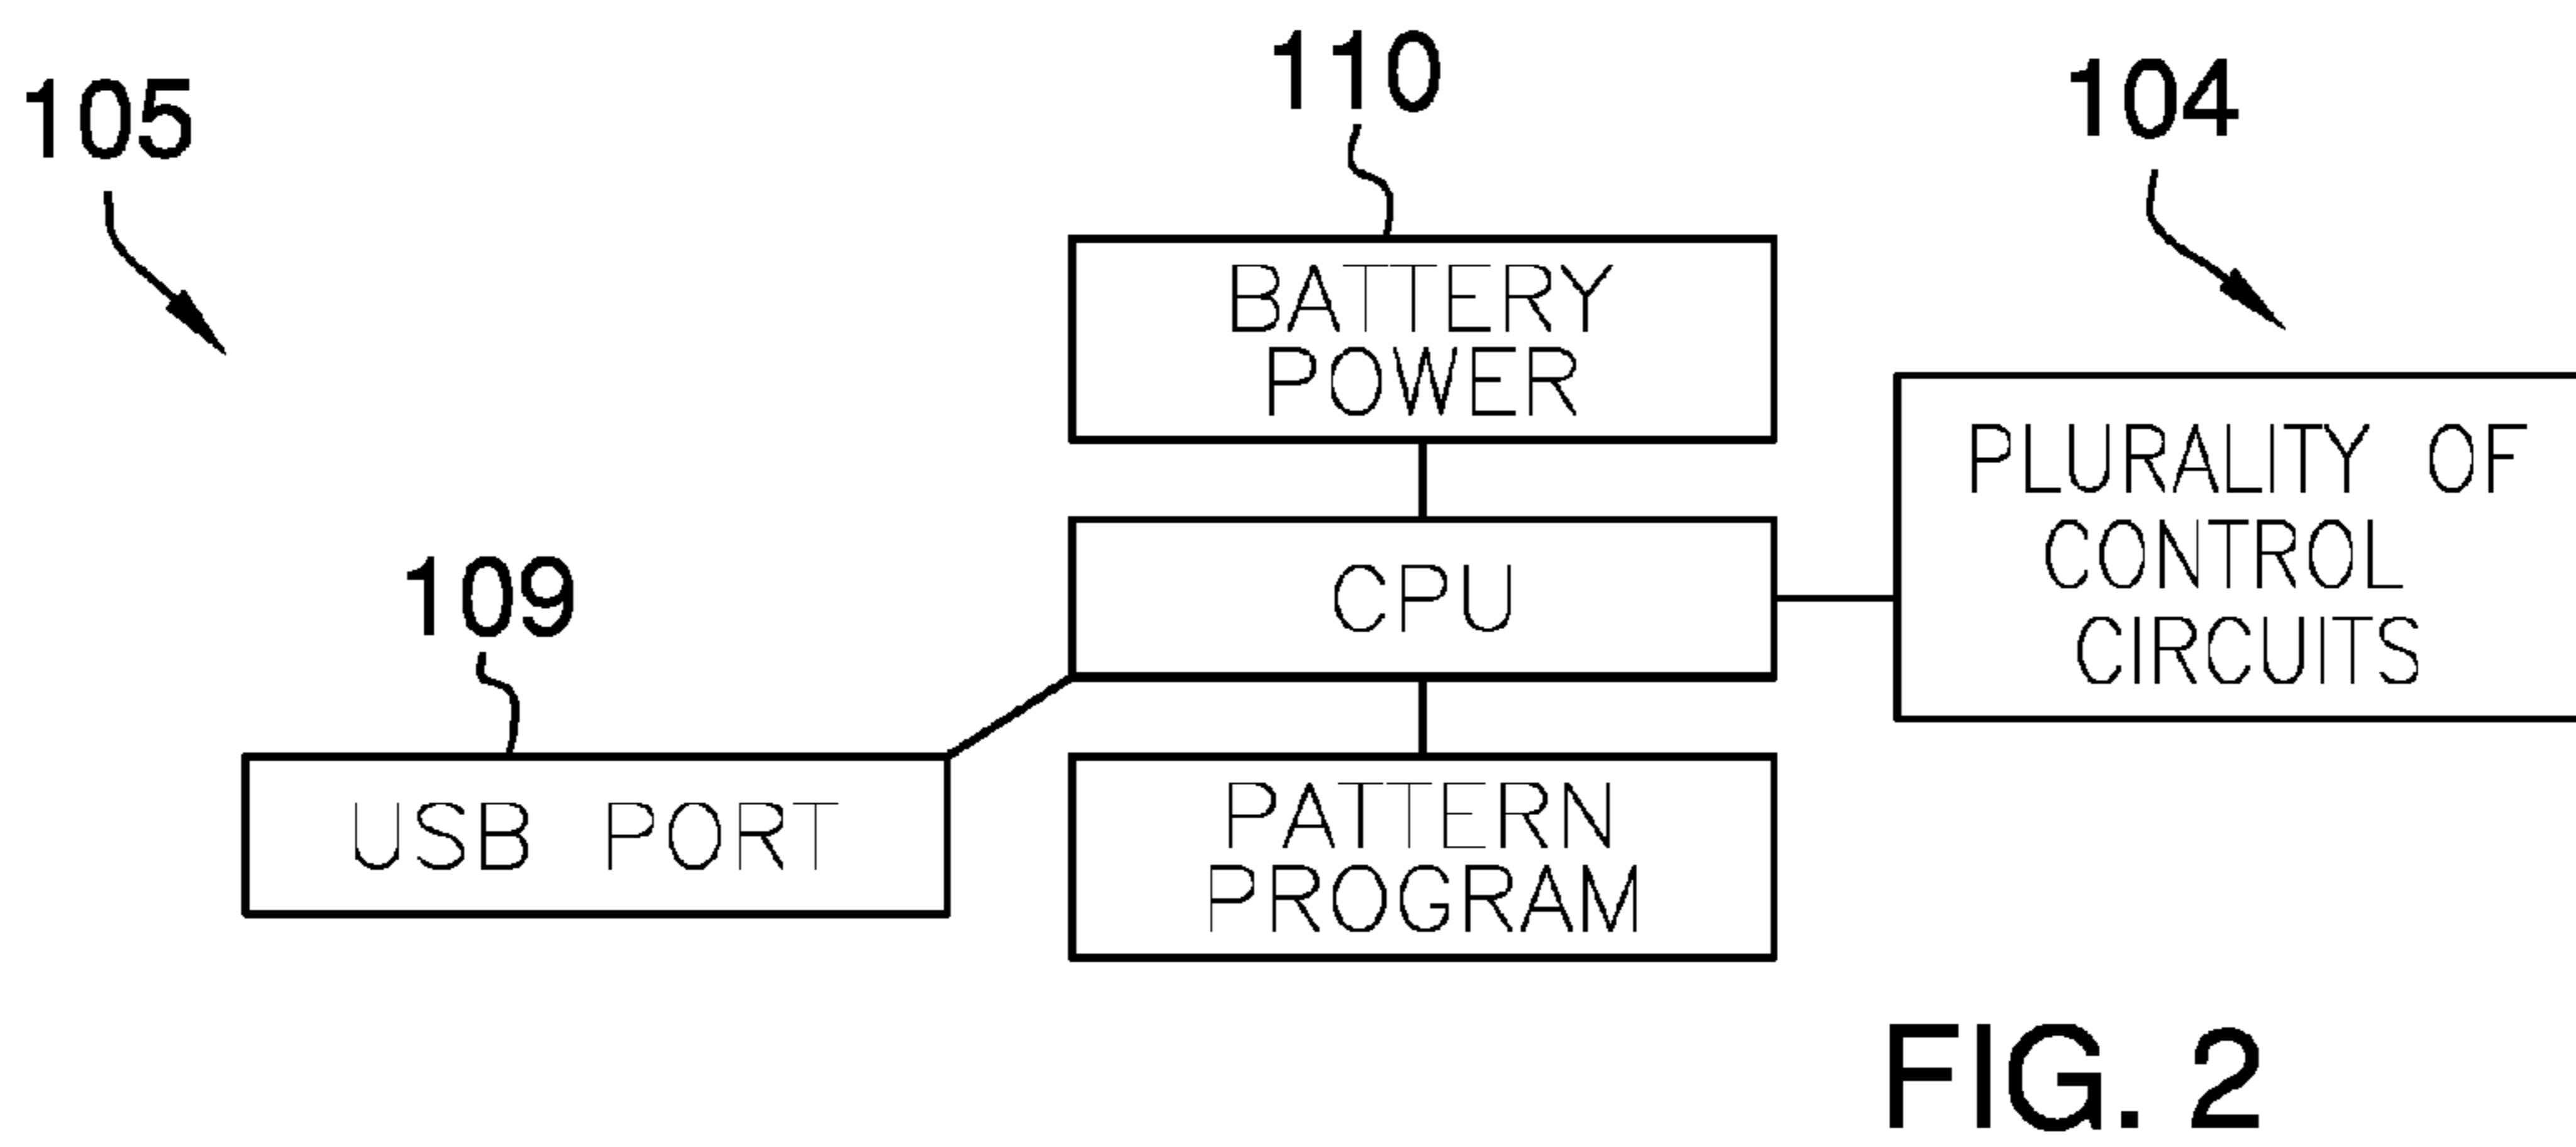 105
110
104
BATTERY
POWER
PLURALITY OF
CONTROL
CIRCUITS
CPU
109
USB PORT
PATTERN
PROGRAM
FIG. 2